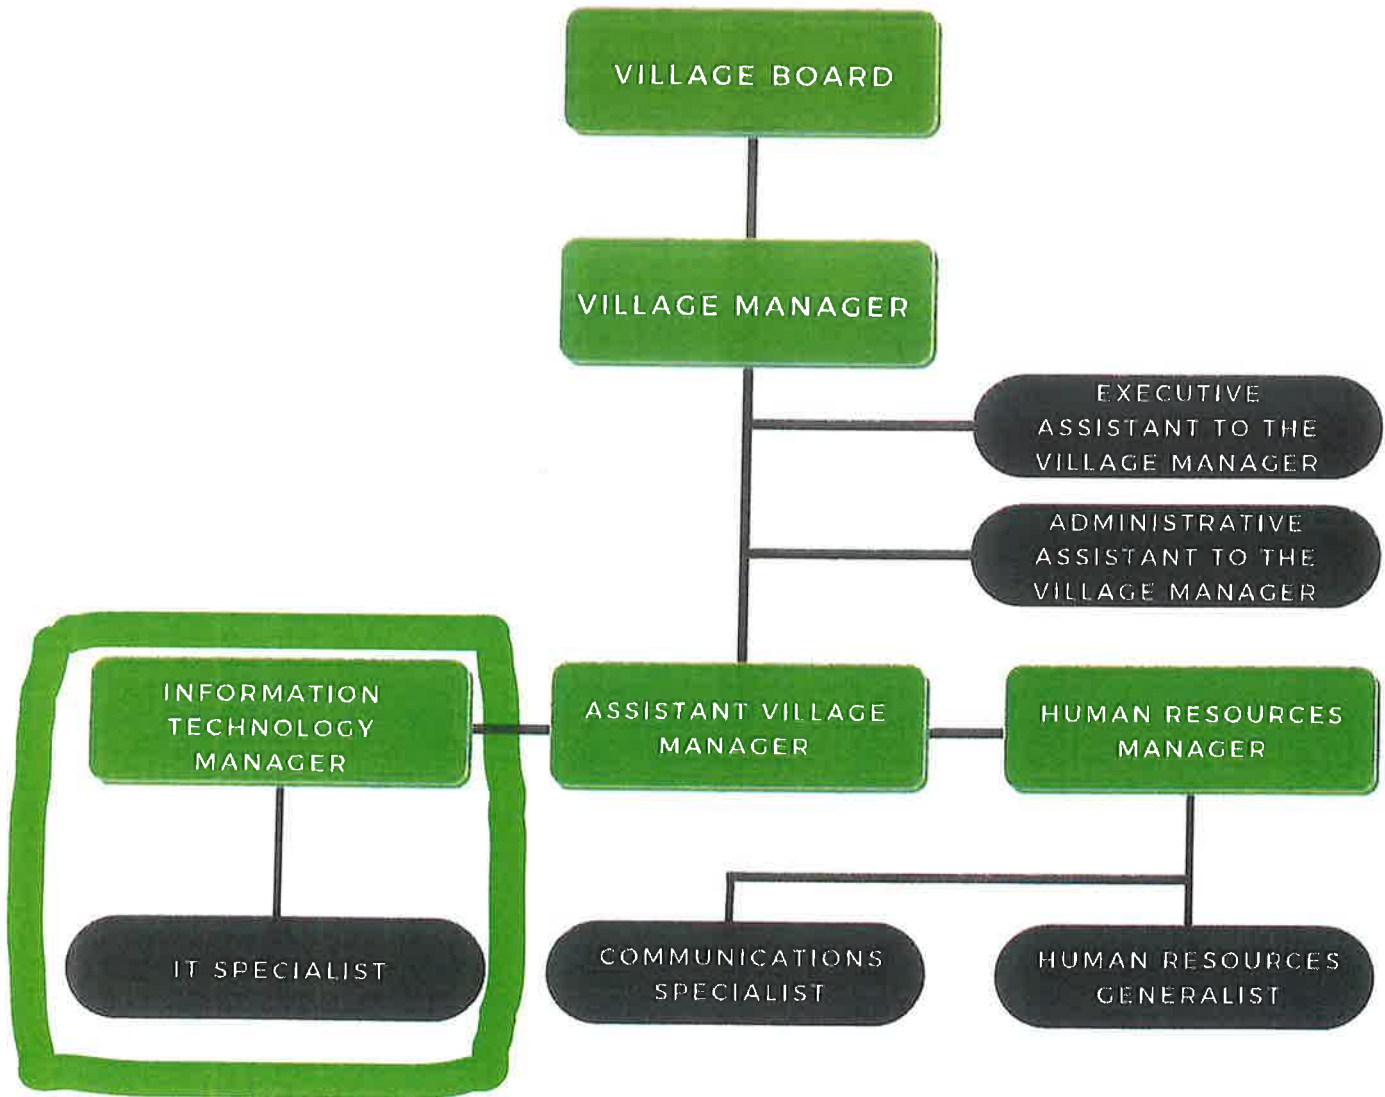 VILLAGE BOARD
VILLAGE MANAGER
EXECUTIVE
ASSISTANT TO THE
VILLAGE MANAGER
ADMINISTRATIVE
ASSISTANT TO THE
VILLAGE MANAGER
INFORMATION
TECHNOLOGY
MANAGER
ASSISTANT VILLAGE
MANAGER
HUMAN RESOURCES
MANAGER
IT SPECIALIST
COMMUNICATIONS
SPECIALIST
HUMAN RESOURCES
GENERALIST